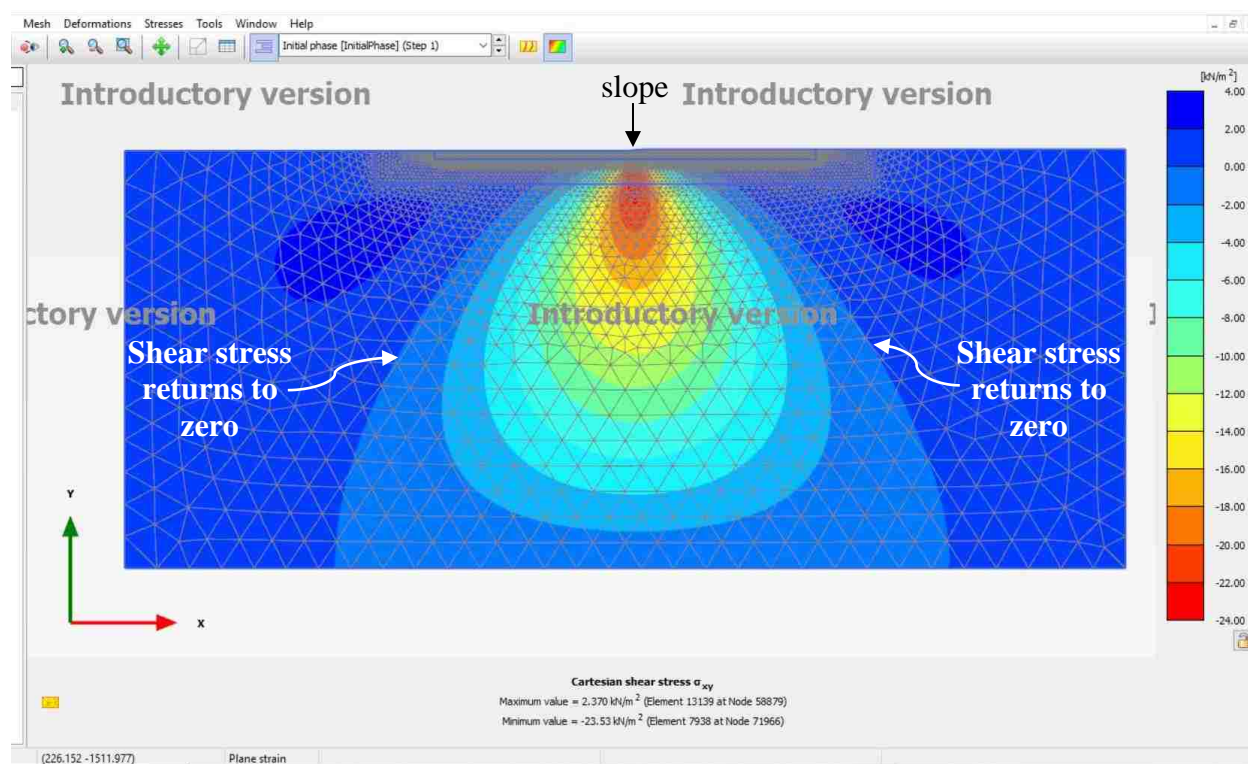 Mesh Deformations Stresses Tools Window Help
Initial phase [InitialPhase] (Step 1)
[kN/m ²]
Introductory version
slope
Introductory version
4.00
2.00
0.00
-2.00
-4.00
-6.00
-8.00
-10.00
-12.00
-14.00
-16.00
-18.00
-20.00
-22.00
-24.00
ctory version
Introductory version
Shear stress
returns to
zero
Shear stress
returns to
zero
Y
X
Cartesian shear stress σxy
Maximum value = 2.370 kN/m ² (Element 13139 at Node 58879)
Minimum value = -23.53 kN/m ² (Element 7938 at Node 71966)
(226.152 -1511.977) Plane strain